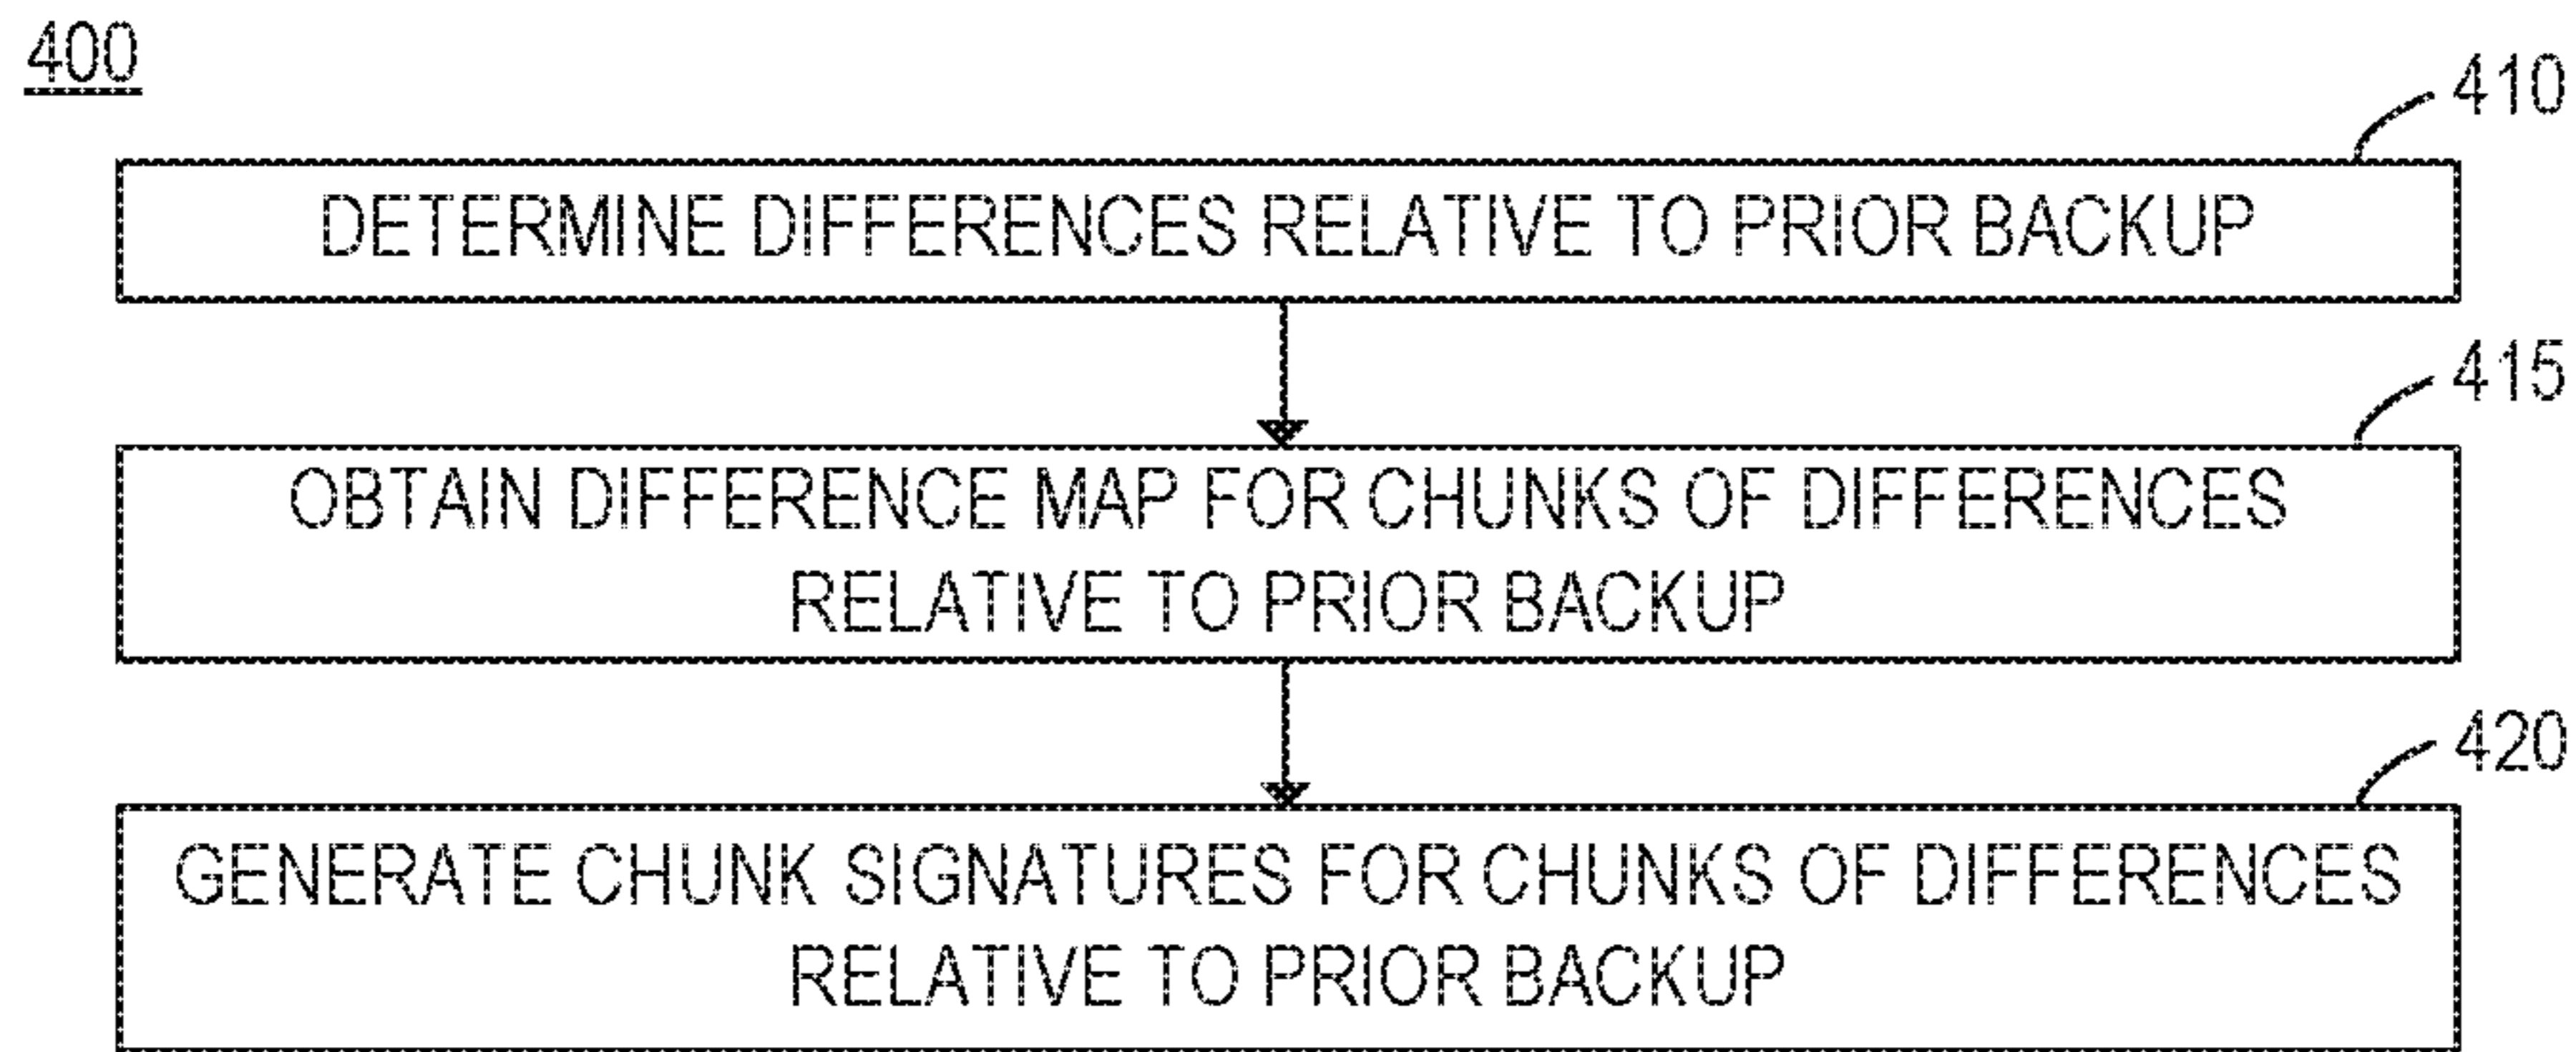 400
410
DETERMINE DIFFERENCES RELATIVE TO PRIOR BACKUP
415
OBTAIN DIFFERENCE MAP FOR CHUNKS OF DIFFERENCES
RELATIVE TO PRIOR BACKUP
420
GENERATE CHUNK SIGNATURES FOR CHUNKS OF DIFFERENCES
RELATIVE TO PRIOR BACKUP